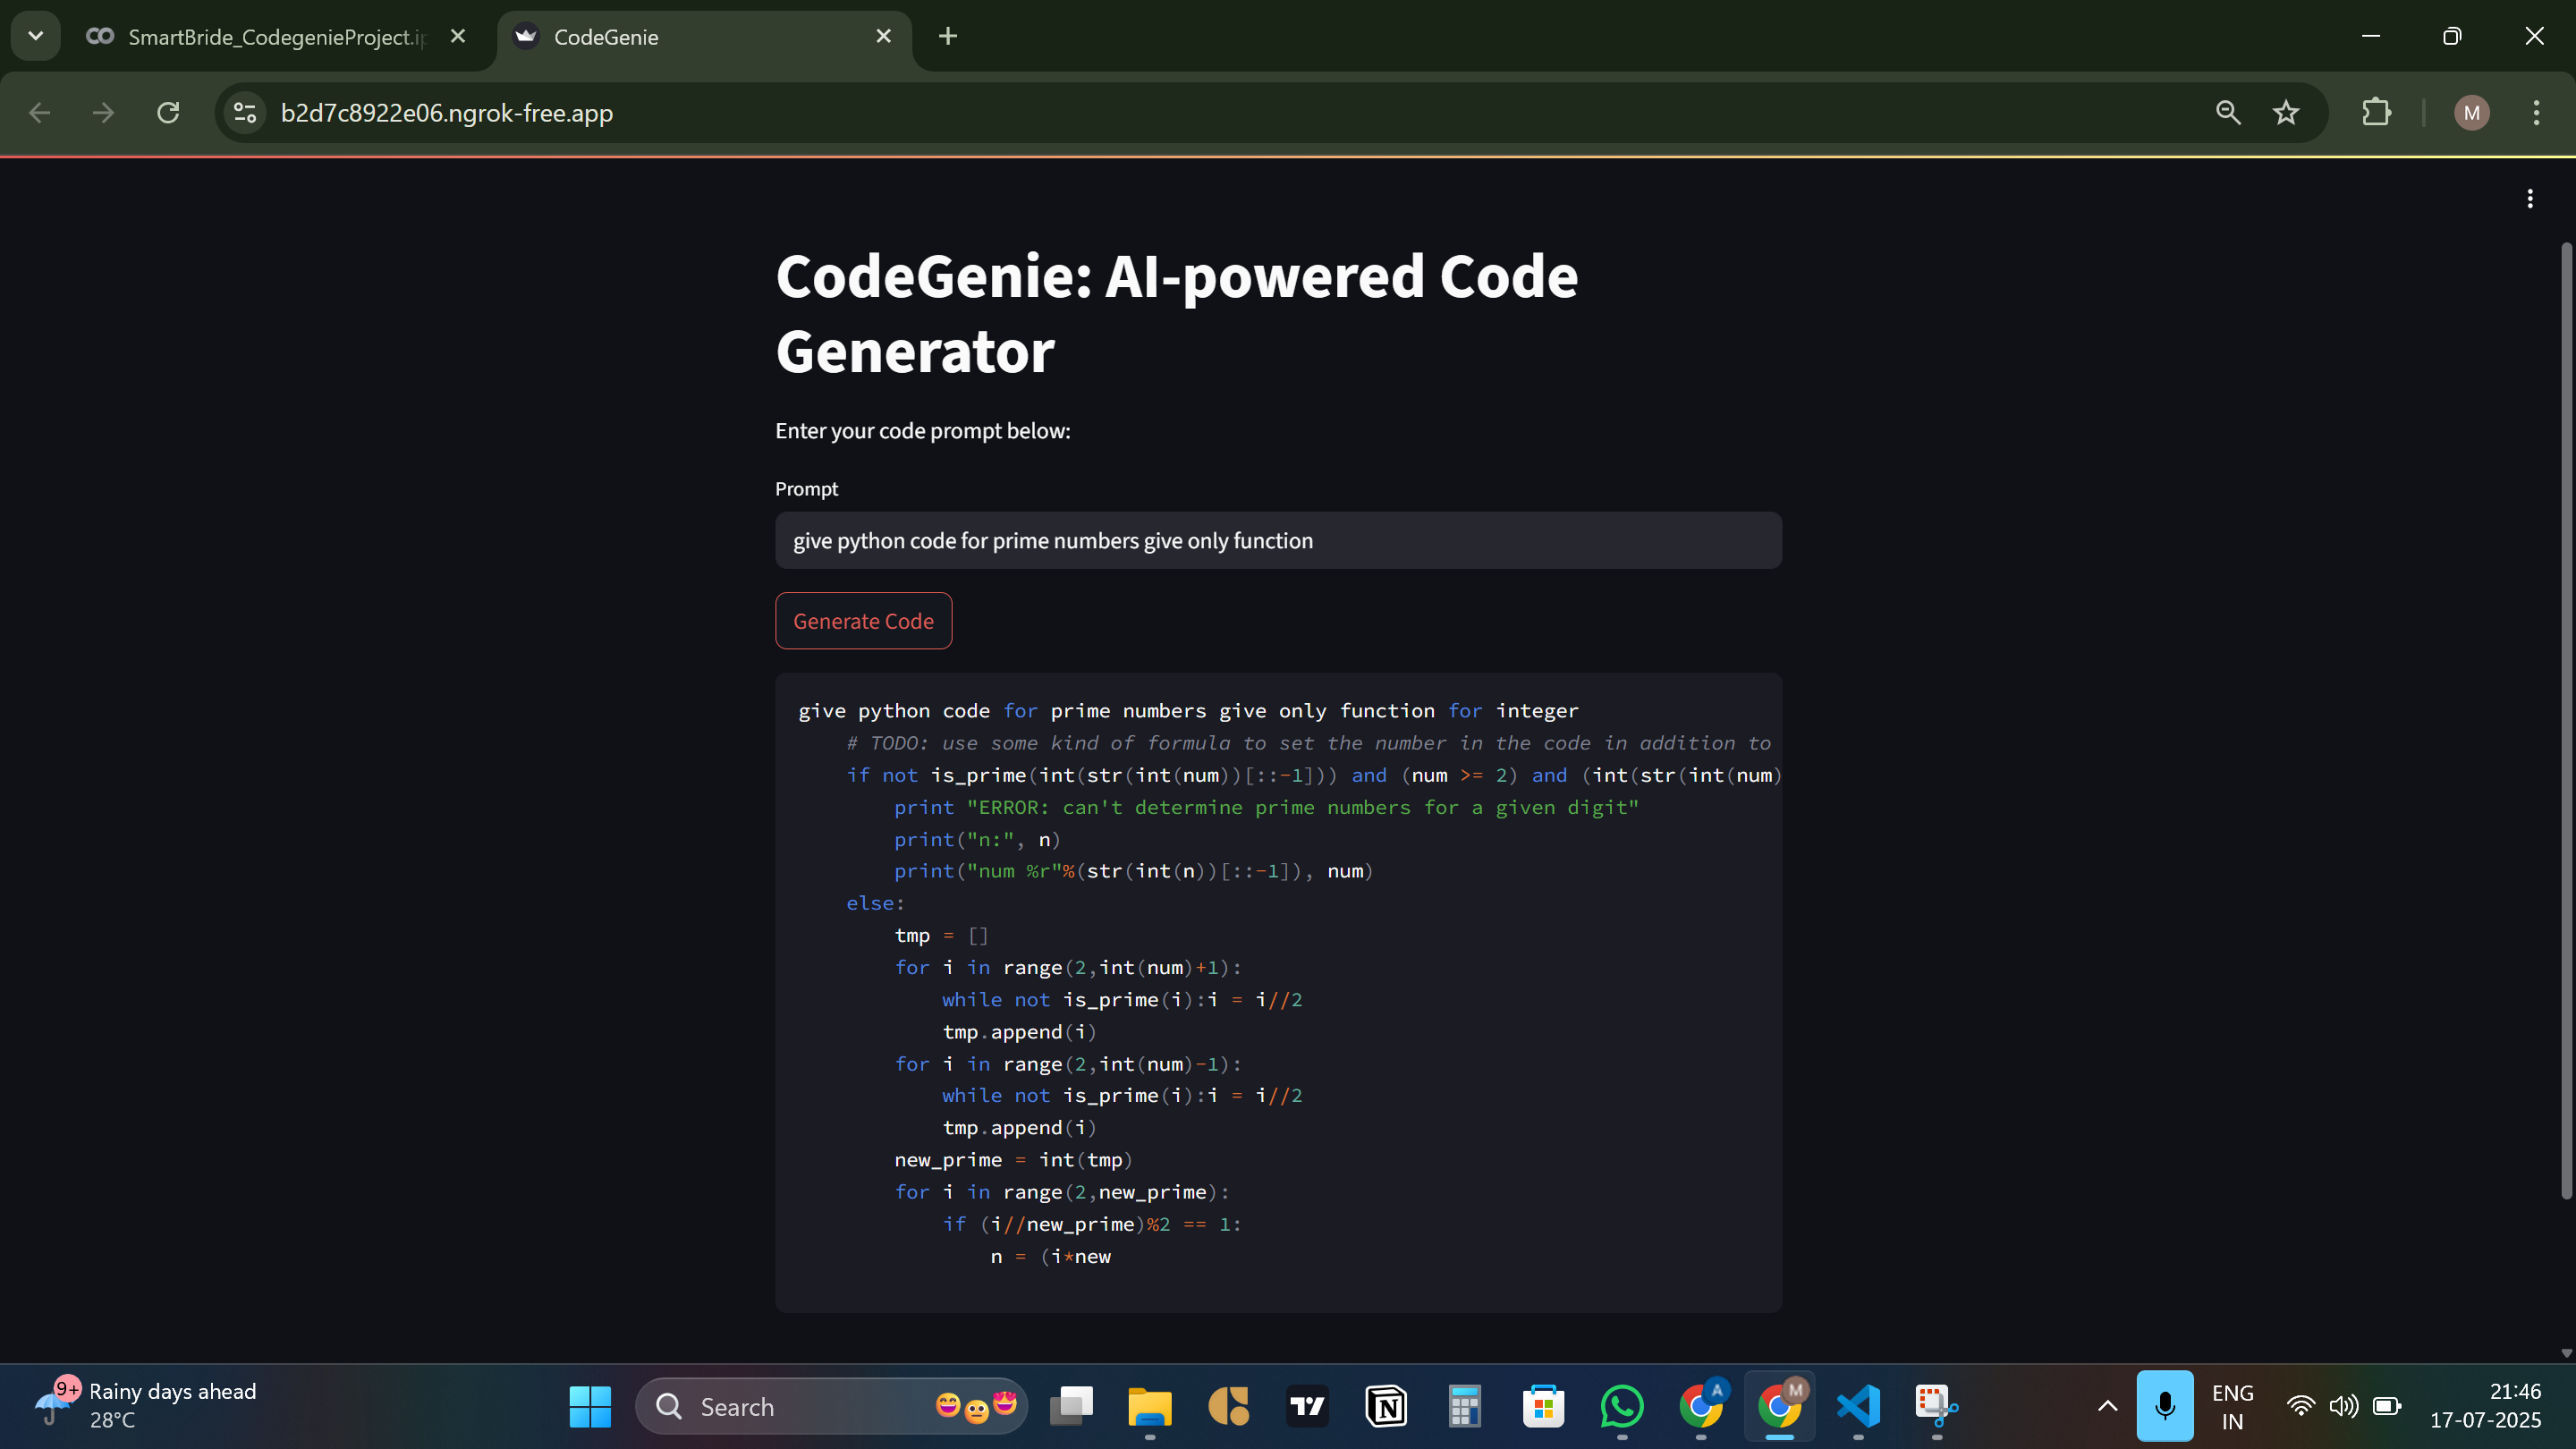 SmartBride_CodegenieProject.ip
CodeGenie
b2d7c8922e06.ngrok-free.app
M
CodeGenie: AI-powered Code
Generator
Enter your code prompt below:
Prompt
give python code for prime numbers give only function
Generate Code
give python code for prime numbers give only function for integer
    # TODO: use some kind of formula to set the number in the code in addition to
    if not is_prime(int(str(int(num))[::-1])) and (num >= 2) and (int(str(int(num)
        print "ERROR: can't determine prime numbers for a given digit"
        print("n:", n)
        print("num %r"%(str(int(n))[::-1]), num)
    else:
        tmp = []
        for i in range(2,int(num)+1):
            while not is_prime(i):i = i//2
            tmp.append(i)
        for i in range(2,int(num)-1):
            while not is_prime(i):i = i//2
            tmp.append(i)
        new_prime = int(tmp)
        for i in range(2,new_prime):
            if (i//new_prime)%2 == 1:
                n = (i*new
9+
Rainy days ahead
28°C
Search
A
M
ENG
IN
21:46
17-07-2025